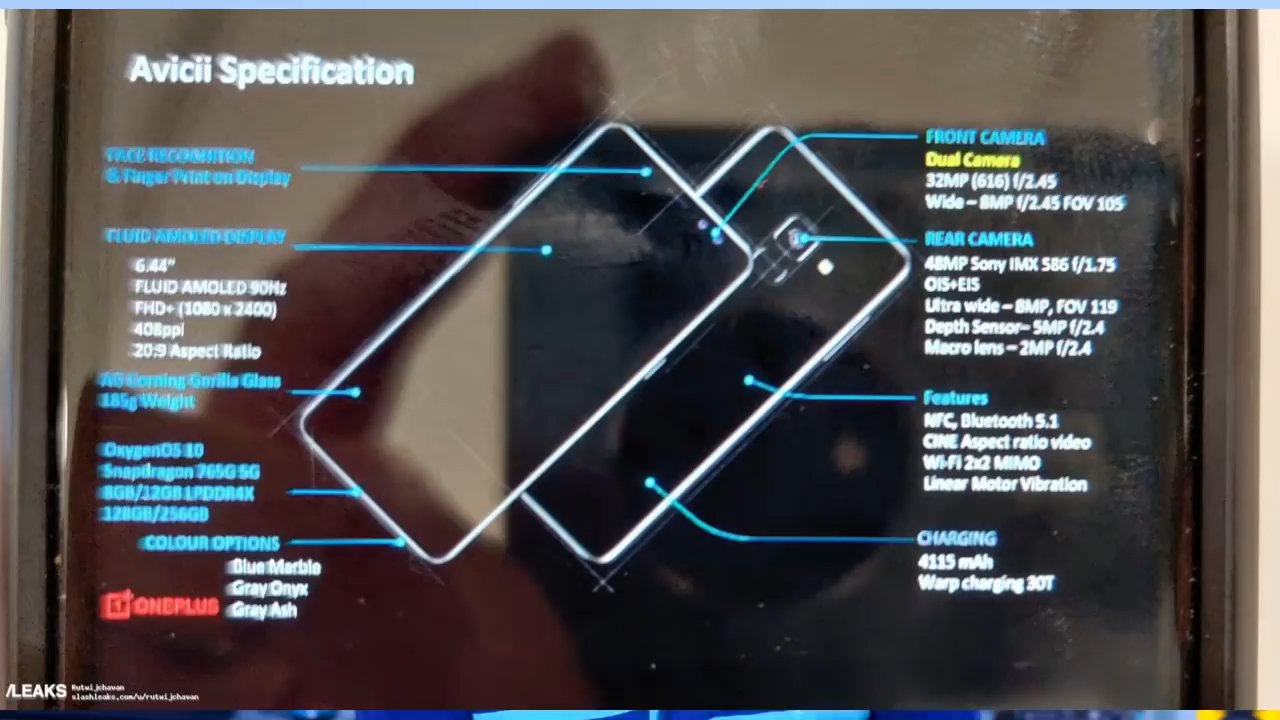 Avicii Specification
FACE RECOGNITION
& Finger Print on Display
FLUID AMOLED DISPLAY
6.44"
FLUID AMOLED 90Hz
FHD+ (1080 x 2400)
408ppi
20:9 Aspect Ratio
AG Corning Gorilla Glass
185g Weight
OxygenOS 10
Snapdragon 765G 5G
8GB/12GB LPDDR4X
128GB/256GB
COLOUR OPTIONS
Blue Marble
Gray Onyx
Gray Ash
ONEPLUS
FRONT CAMERA
Dual Camera
32MP (616) f/2.45
Wide – 8MP f/2.45 FOV 105
REAR CAMERA
48MP Sony IMX 586 f/1.75
OIS+EIS
Ultra wide – 8MP, FOV 119
Depth Sensor– 5MP f/2.4
Macro lens – 2MP f/2.4
Features
NFC, Bluetooth 5.1
CINE Aspect ratio video
Wi-Fi 2x2 MIMO
Linear Motor Vibration
CHARGING
4115 mAh
Warp charging 30T
/LEAKS Rutwijchavan
slashleaks.com/u/rutwijchavan